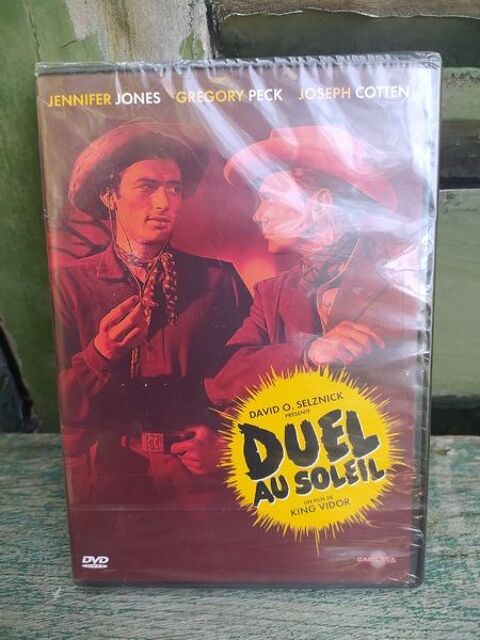 JENNIFER JONES GREGORY PECK JOSEPH COTTEN
DAVID O. SELZNICK
PRÉSENTE
DUEL
AU SOLEIL
UN FILM DE
KING VIDOR
DVD